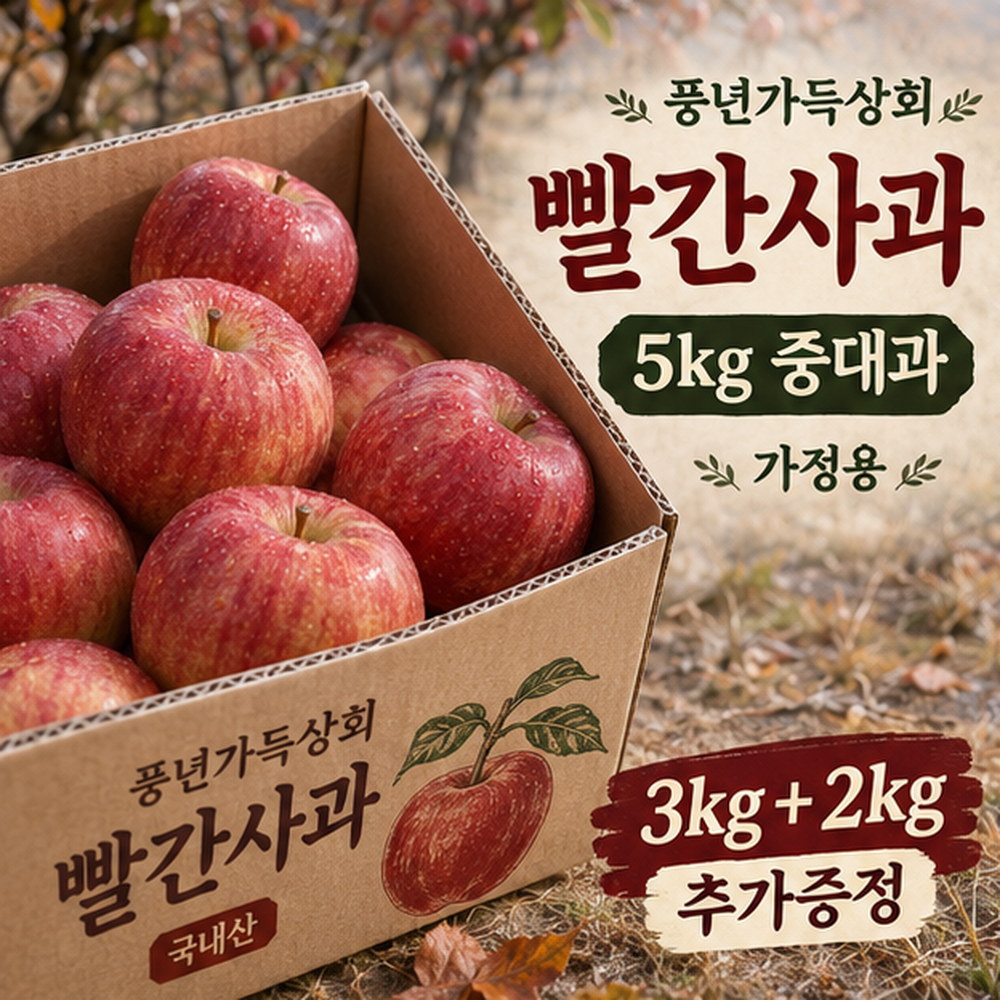 풍년가득상회
빨간사과
5kg 중대과
가정용
풍년가득상회
빨간사과
국내산
3kg + 2kg
추가증정